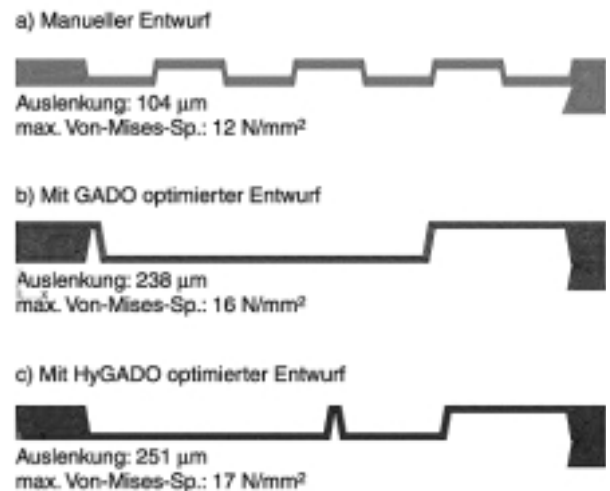 a) Manueller Entwurf
Auslenkung: 104 µm
max. Von-Mises-Sp.: 12 N/mm²
b) Mit GADO optimierter Entwurf
Auslenkung: 238 µm
max. Von-Mises-Sp.: 16 N/mm²
c) Mit HyGADO optimierter Entwurf
Auslenkung: 251 µm
max. Von-Mises-Sp.: 17 N/mm²